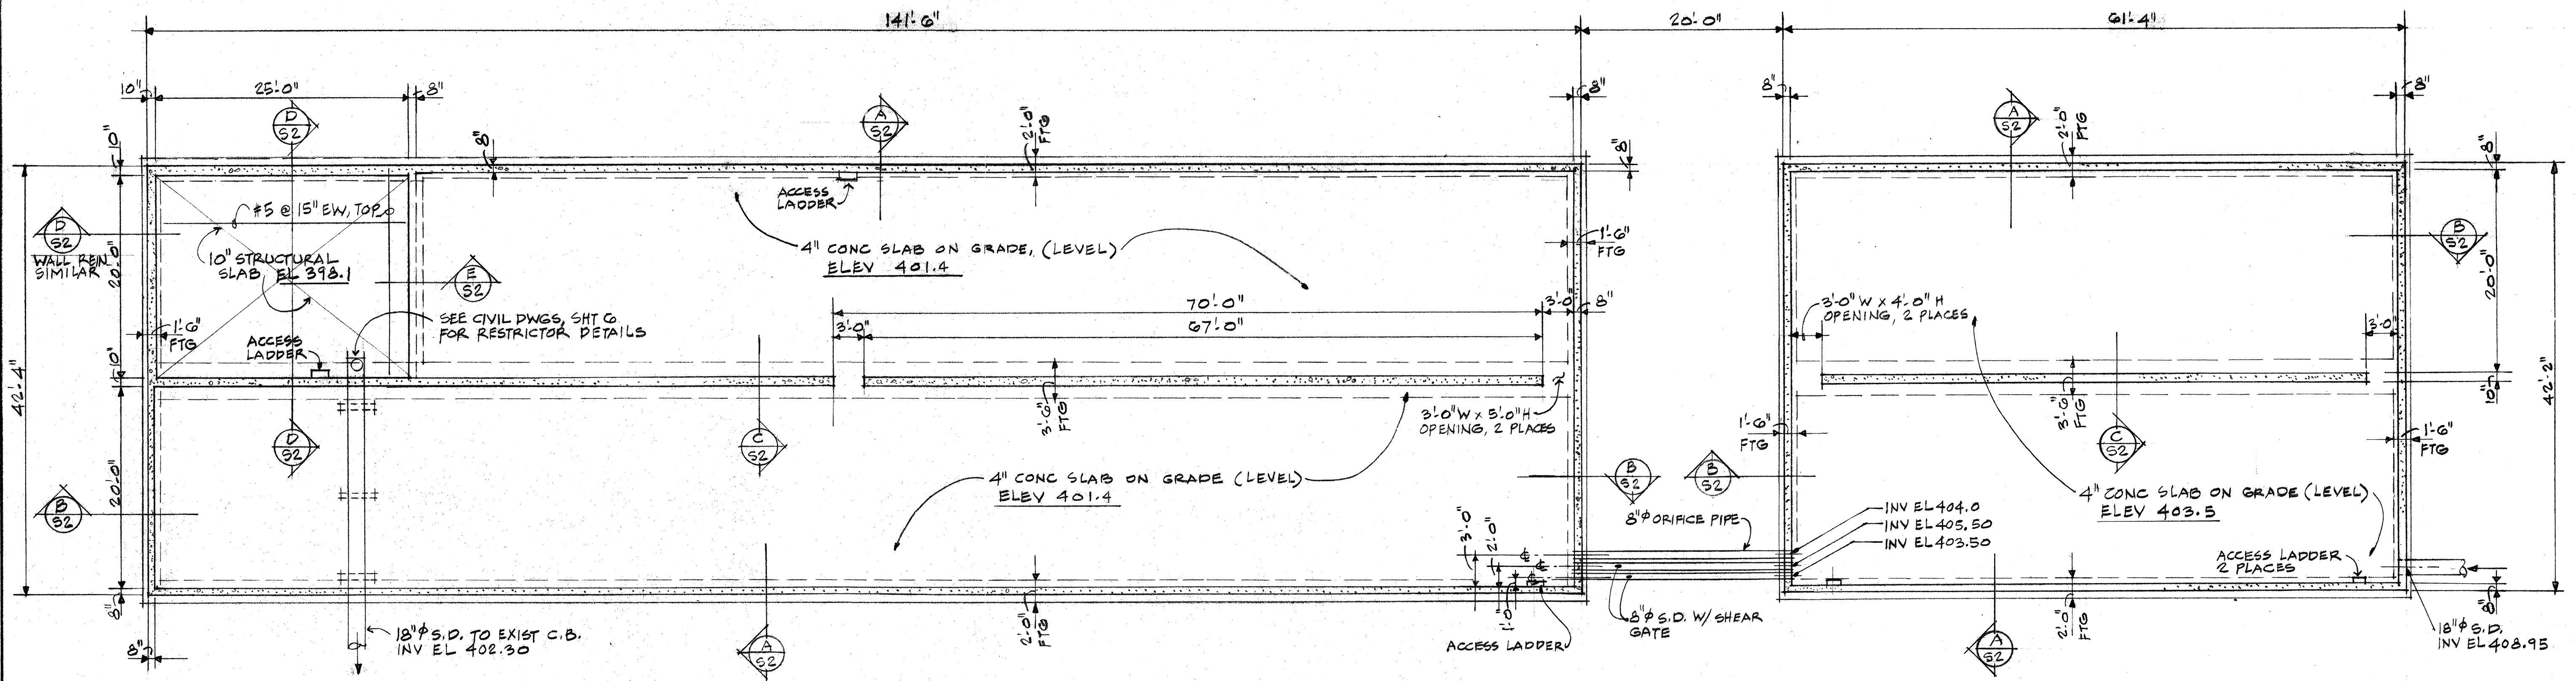 141'-6"
20'-0"
61'-4"
10"
25'-0"
8"
8"
8"
8"
D
S2
A
S2
A
S2
2'-0"
FTG
2'-0"
FTG
10"
8"
8"
8"
ACCESS
LADDER
#5 @ 15" EW, TOP
D
S2
WALL REIN
SIMILAR
20'-0"
10" STRUCTURAL
SLAB, EL 398.1
E
S2
4" CONC SLAB ON GRADE, (LEVEL)
ELEV 401.4
1'-6"
FTG
B
S2
20'-0"
42'-4"
42'-2"
70'-0"
3'-0"
8"
67'-0"
3'-0"
SEE CIVIL DWGS, SHT C6
FOR RESTRICTOR DETAILS
1'-6"
FTG
ACCESS
LADDER
3'-0" W x 4'-0" H
OPENING, 2 PLACES
3'-0"
10"
10"
3'-6"
FTG
3'-6"
FTG
3'-0" W x 5'-0" H
OPENING, 2 PLACES
D
S2
C
S2
C
S2
1'-6"
FTG
1'-6"
FTG
20'-0"
B
S2
4" CONC SLAB ON GRADE (LEVEL)
ELEV 401.4
B
S2
B
S2
4" CONC SLAB ON GRADE (LEVEL)
ELEV 403.5
8"φ ORIFICE PIPE
INV EL 404.0
INV EL 405.50
INV EL 403.50
3'-0"
2'-0"
1'-0"
℄
℄
℄
ACCESS LADDER
2 PLACES
8"
8"
8"
18"φ S.D. TO EXIST C.B.
INV EL 402.30
2'-0"
FTG
A
S2
ACCESS LADDER
8"φ S.D. W/ SHEAR
GATE
2'-0"
FTG
A
S2
18"φ S.D.
INV EL 408.95